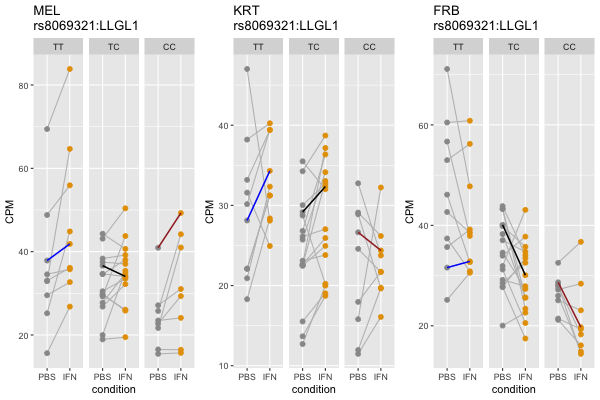 MEL
rs8069321:LLGL1
TT TC CC
CPM
80
60
40
20
PBS IFN PBS IFN PBS IFN
condition
KRT
rs8069321:LLGL1
TT TC CC
CPM
40
30
20
10
PBS IFN PBS IFN PBS IFN
condition
FRB
rs8069321:LLGL1
TT TC CC
CPM
60
40
20
PBS IFN PBS IFN PBS IFN
condition